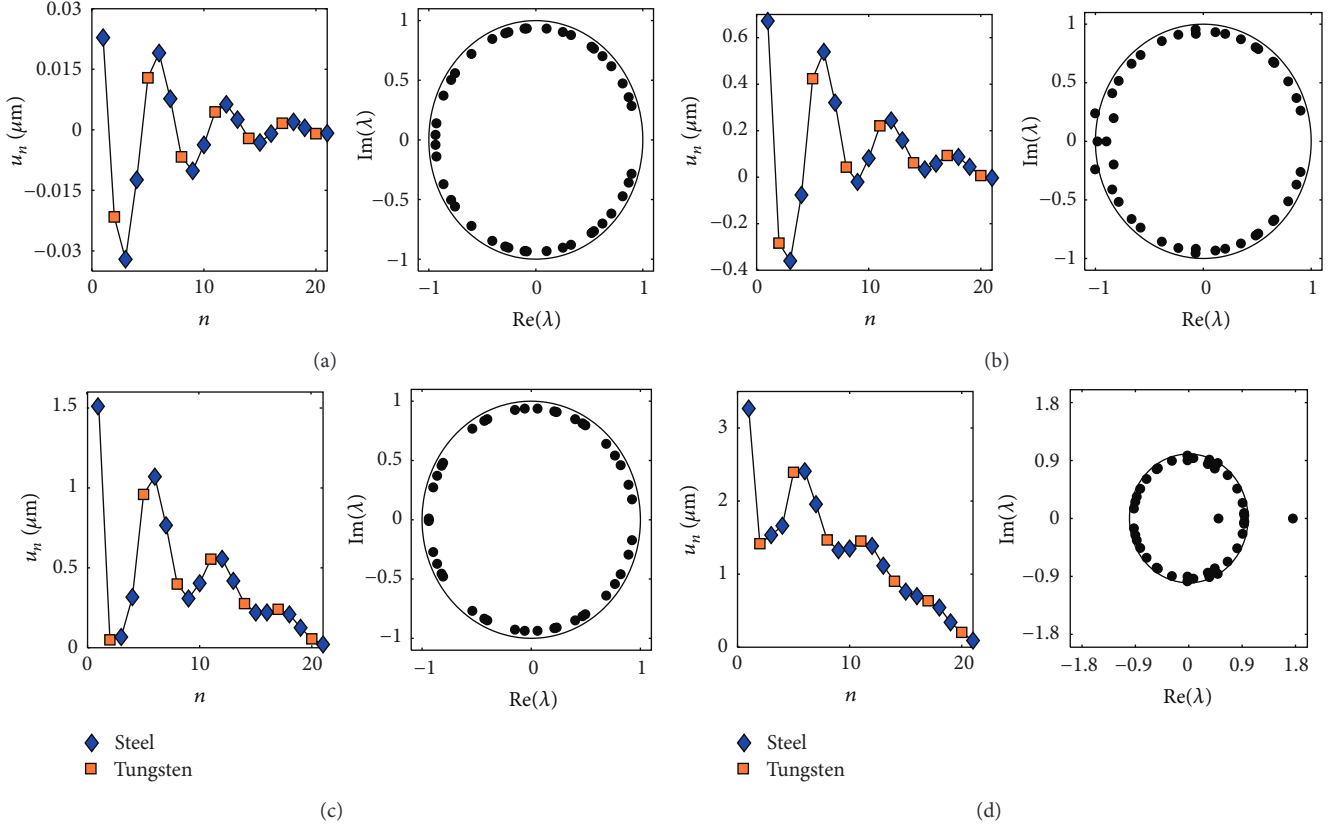 0.03
0.015
0
−0.015
−0.03
u_n (μm)
0
10
20
n
1
0.5
0
−0.5
−1
Im(λ)
−1
0
1
Re(λ)
(a)
0.6
0.4
0.2
0
−0.2
−0.4
u_n (μm)
0
10
20
n
1
0.5
0
−0.5
−1
Im(λ)
−1
0
1
Re(λ)
(b)
1.5
1
0.5
0
u_n (μm)
0
10
20
n
1
0.5
0
−0.5
−1
Im(λ)
−1
0
1
Re(λ)
Steel
Tungsten
(c)
3
2
1
0
u_n (μm)
0
10
20
n
1.8
0.9
0
−0.9
−1.8
Im(λ)
−1.8
−0.9
0
0.9
1.8
Re(λ)
Steel
Tungsten
(d)